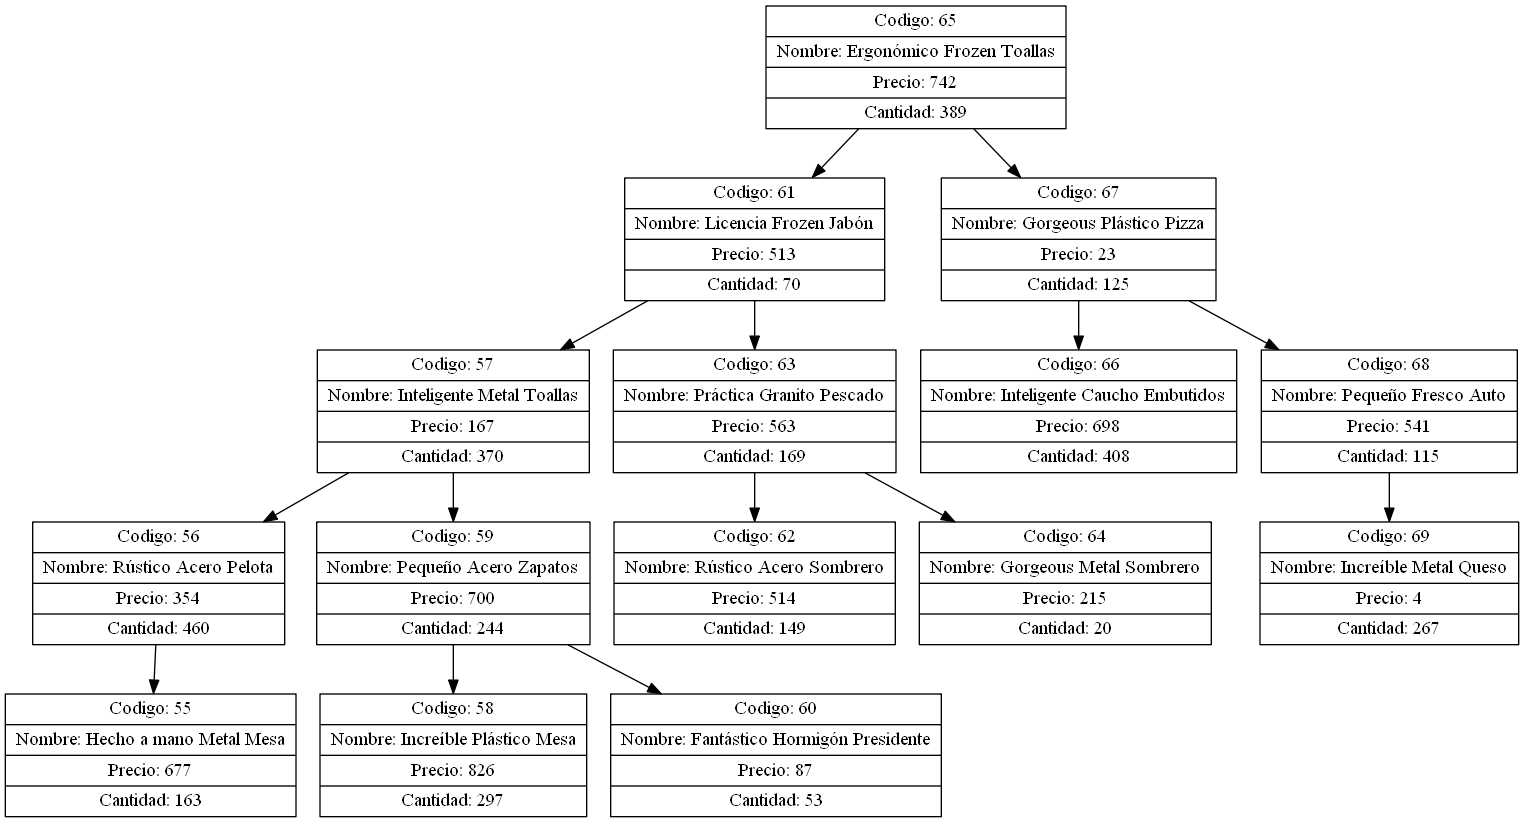 Codigo: 65
Nombre: Ergonómico Frozen Toallas
Precio: 742
Cantidad: 389
Codigo: 61
Nombre: Licencia Frozen Jabón
Precio: 513
Cantidad: 70
Codigo: 67
Nombre: Gorgeous Plástico Pizza
Precio: 23
Cantidad: 125
Codigo: 57
Nombre: Inteligente Metal Toallas
Precio: 167
Cantidad: 370
Codigo: 63
Nombre: Práctica Granito Pescado
Precio: 563
Cantidad: 169
Codigo: 66
Nombre: Inteligente Caucho Embutidos
Precio: 698
Cantidad: 408
Codigo: 68
Nombre: Pequeño Fresco Auto
Precio: 541
Cantidad: 115
Codigo: 56
Nombre: Rústico Acero Pelota
Precio: 354
Cantidad: 460
Codigo: 59
Nombre: Pequeño Acero Zapatos
Precio: 700
Cantidad: 244
Codigo: 62
Nombre: Rústico Acero Sombrero
Precio: 514
Cantidad: 149
Codigo: 64
Nombre: Gorgeous Metal Sombrero
Precio: 215
Cantidad: 20
Codigo: 69
Nombre: Increíble Metal Queso
Precio: 4
Cantidad: 267
Codigo: 55
Nombre: Hecho a mano Metal Mesa
Precio: 677
Cantidad: 163
Codigo: 58
Nombre: Increíble Plástico Mesa
Precio: 826
Cantidad: 297
Codigo: 60
Nombre: Fantástico Hormigón Presidente
Precio: 87
Cantidad: 53